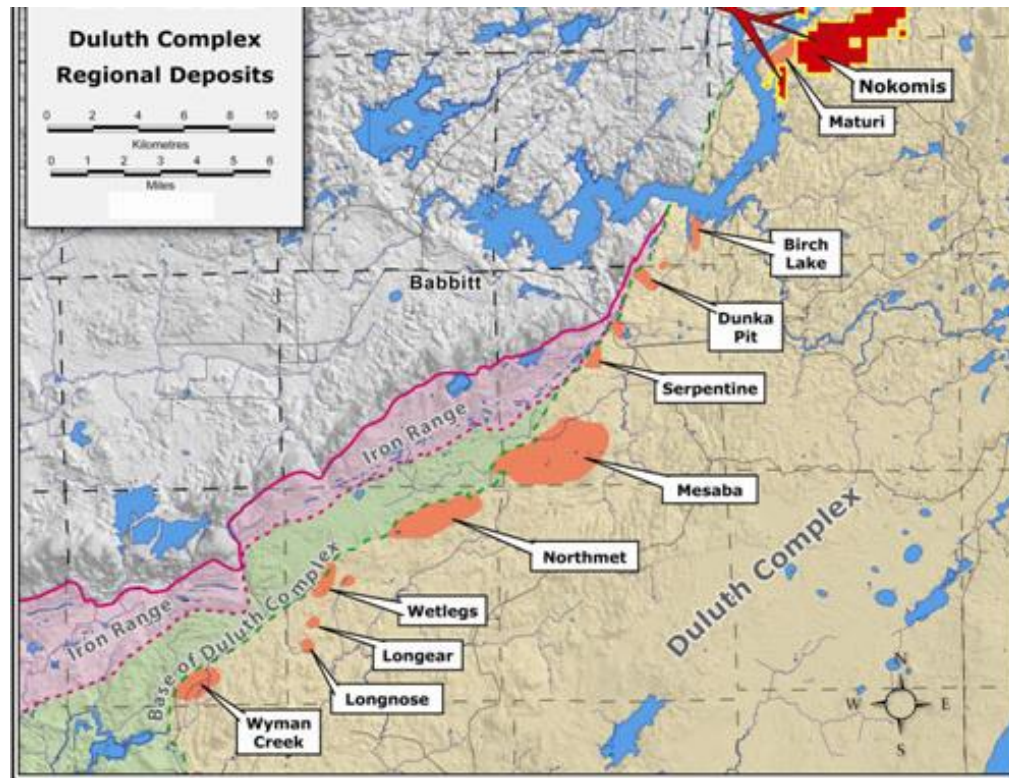 Duluth Complex
Regional Deposits
0 2 4 6 8 10
Kilometres
0 1 2 3 4 5 6
Miles
Nokomis
Maturi
Birch
Lake
Babbitt
Dunka
Pit
Serpentine
Iron Range
Mesaba
Northmet
Duluth Complex
Base of Duluth Complex
Wetlegs
Iron Range
Longear
Longnose
Wyman
Creek
N
W E
S